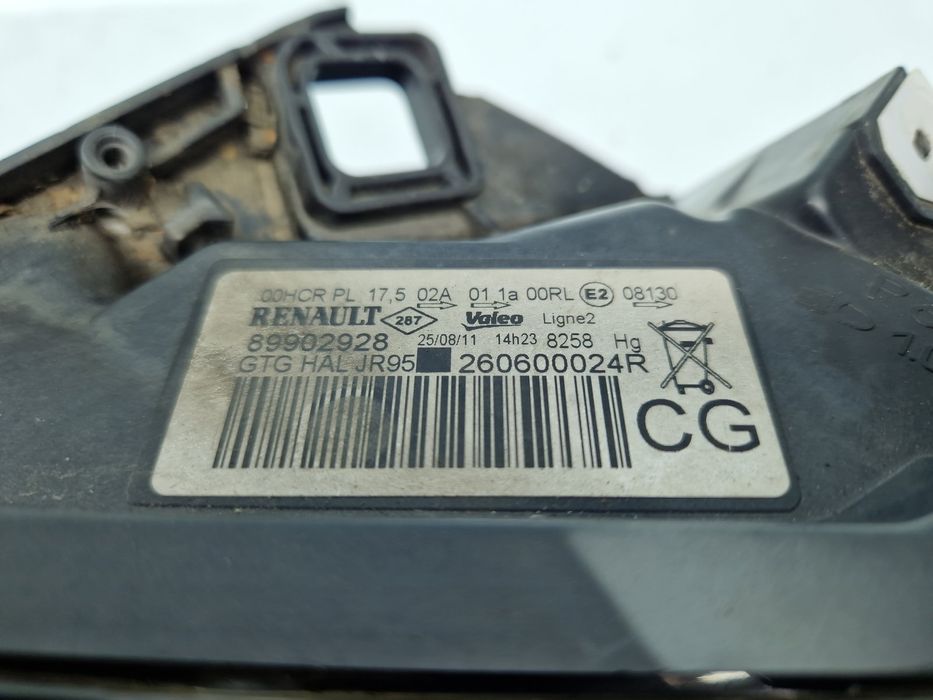 00HCR PL 17,5 02A 01 1a 00RL E2 08130
RENAULT 287 Valeo Ligne2
89902928 25/08/11 14h23 8258 Hg
GTG HAL JR95 260600024R
CG